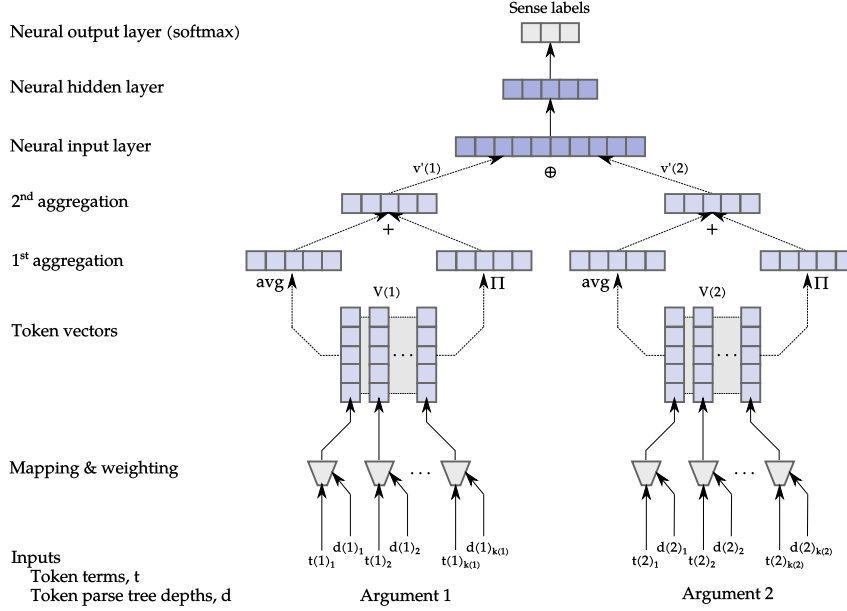 Sense labels
Neural output layer (softmax)
Neural hidden layer
Neural input layer
v'(1) ⊕ v'(2)
2nd aggregation
+ +
1st aggregation
avg Π avg Π
V(1) V(2)
Token vectors
... ...
Mapping & weighting
... ...
d(1)1 d(1)2 d(1)k(1) d(2)1 d(2)2 d(2)k(2)
t(1)1 t(1)2 t(1)k(1) t(2)1 t(2)2 t(2)k(2)
Inputs
Token terms, t
Token parse tree depths, d
Argument 1 Argument 2